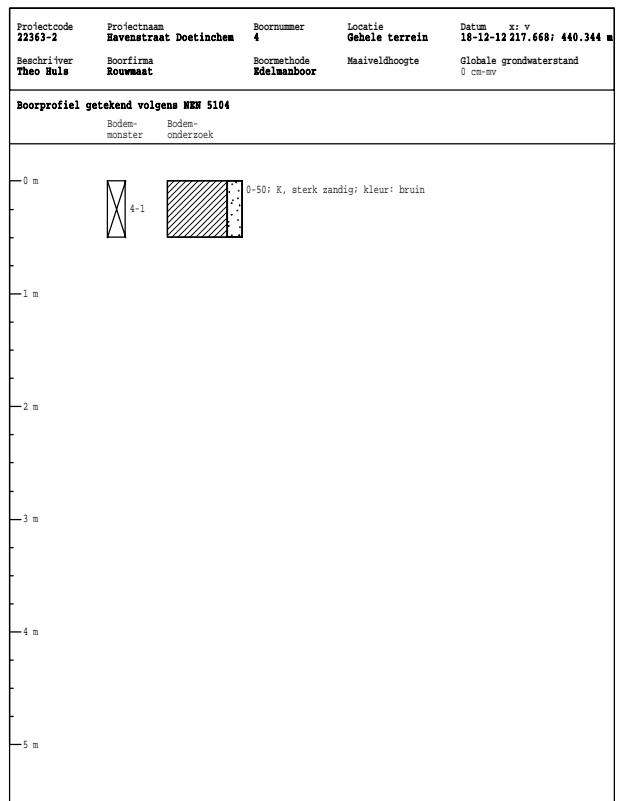 Projectcode Projectnaam Boornummer Locatie Datum x: y
22363-2 Havenstraat Doetinchem 4 Gehele terrein 18-12-12 217.668; 440.344 m
Beschrijver Boorfirma Boormethode Maaiveldhoogte Globale grondwaterstand
Theo Huls Rouwmaat Edelmanboor 0 cm-mv
Boorprofiel getekend volgens NEN 5104
Bodem- Bodem-
monster onderzoek
0 m
0-50; K, sterk zandig; kleur: bruin
4-1
1 m
2 m
3 m
4 m
5 m